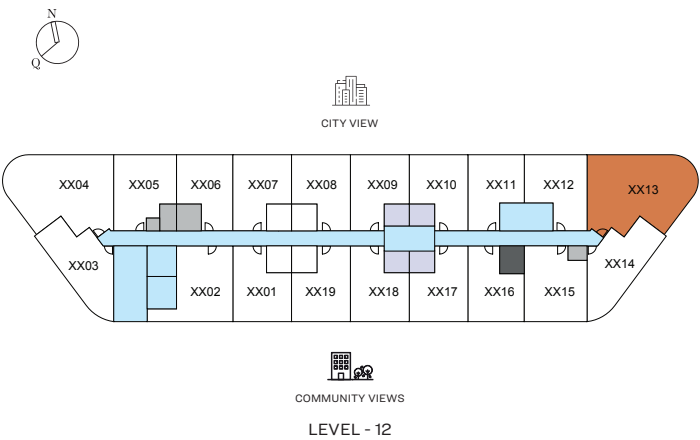 N
Q
CITY VIEW
XX04 XX05 XX06 XX07 XX08 XX09 XX10 XX11 XX12 XX13
XX03 XX14
XX02 XX01 XX19 XX18 XX17 XX16 XX15
COMMUNITY VIEWS
LEVEL - 12